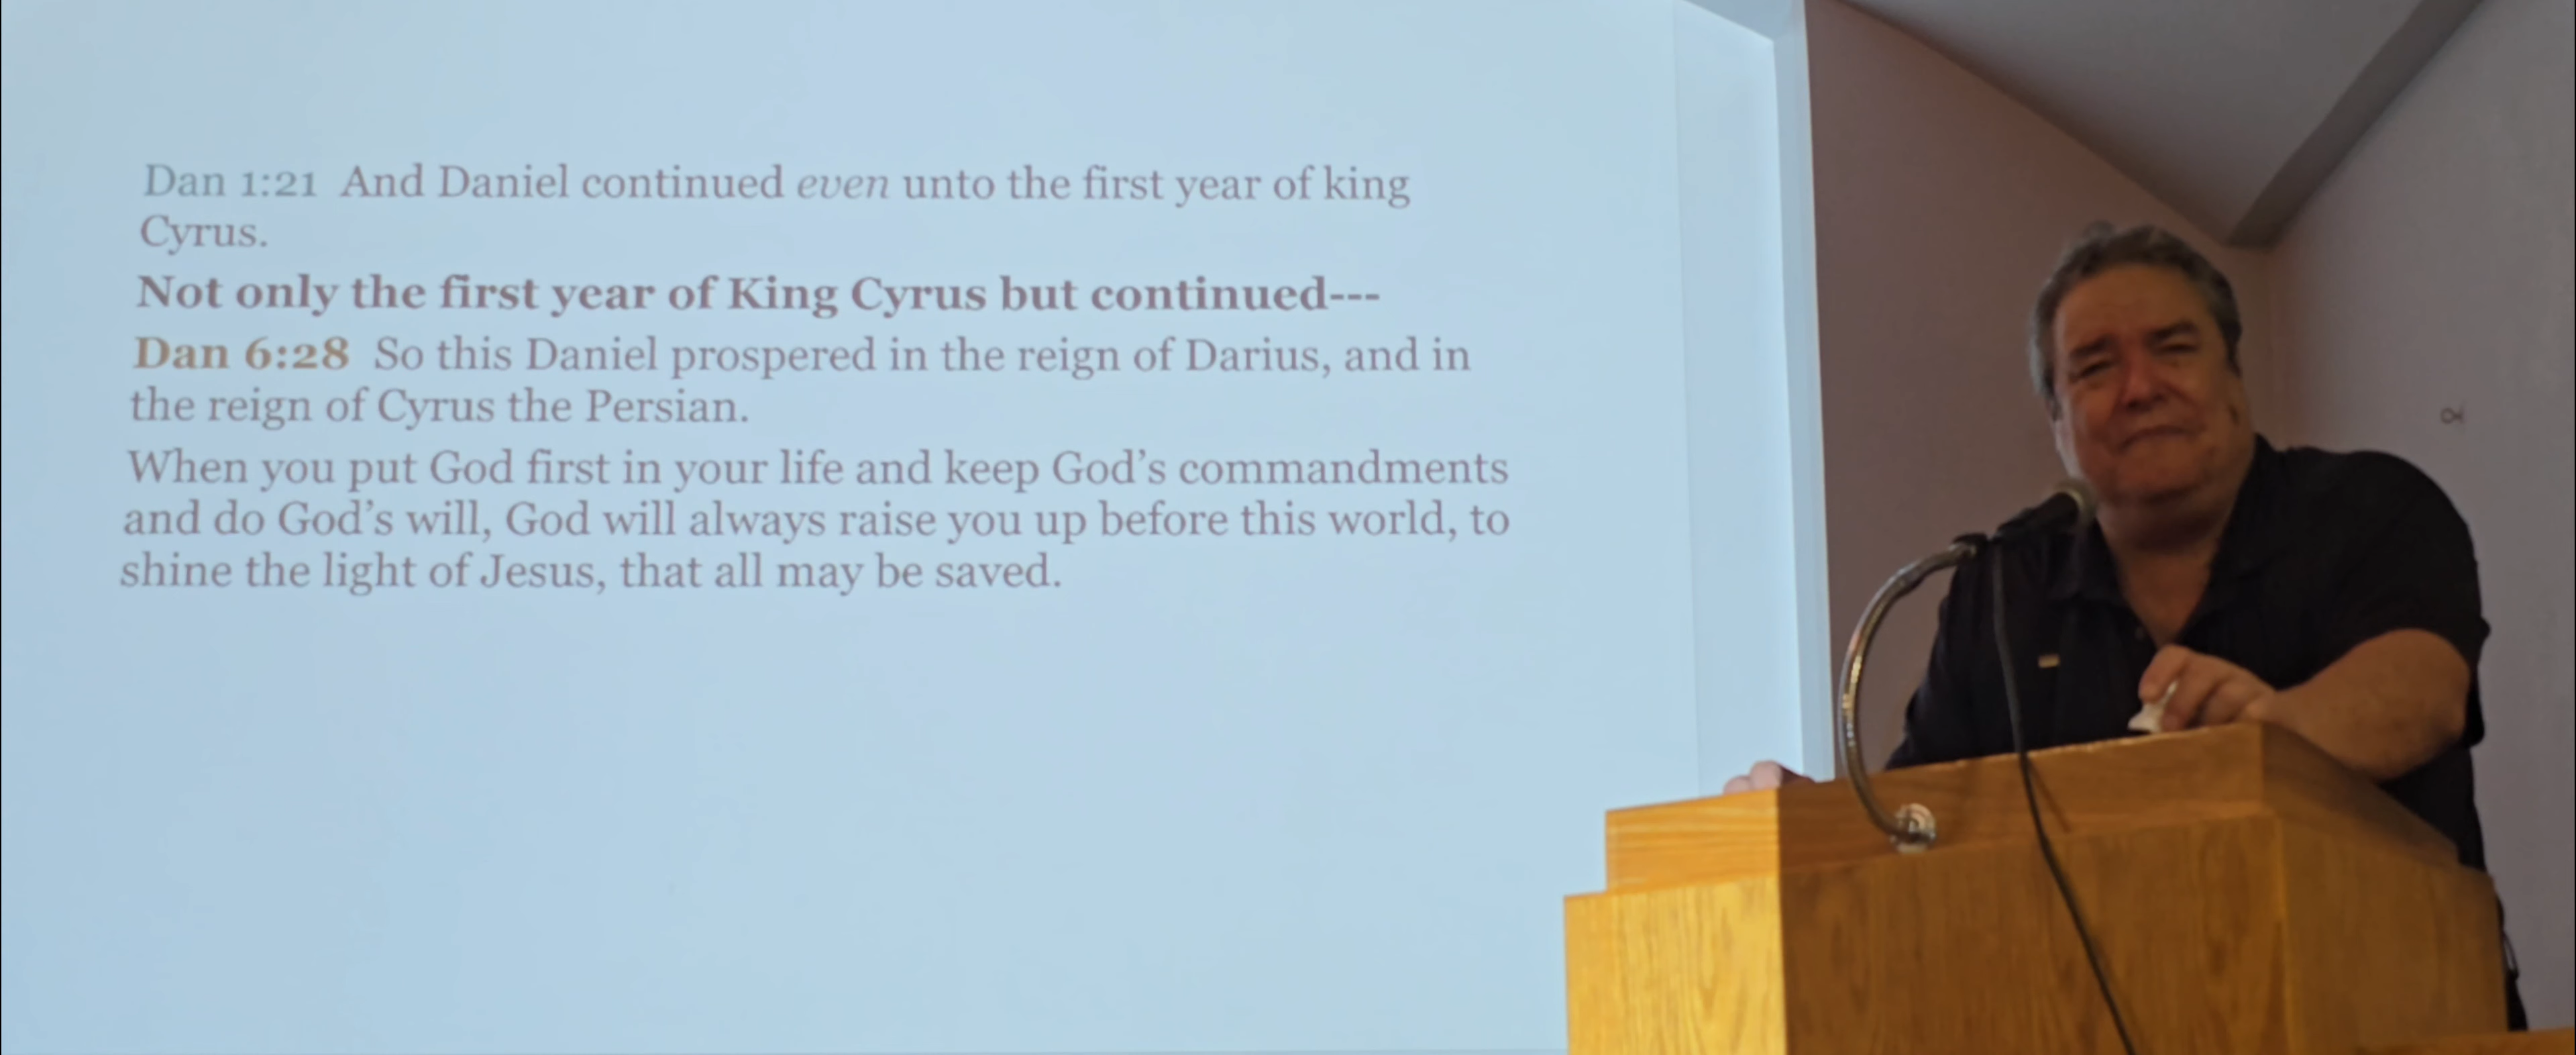 Dan 1:21 And Daniel continued even unto the first year of king
Cyrus.
Not only the first year of King Cyrus but continued---
Dan 6:28 So this Daniel prospered in the reign of Darius, and in
the reign of Cyrus the Persian.
When you put God first in your life and keep God’s commandments
and do God’s will, God will always raise you up before this world, to
shine the light of Jesus, that all may be saved.